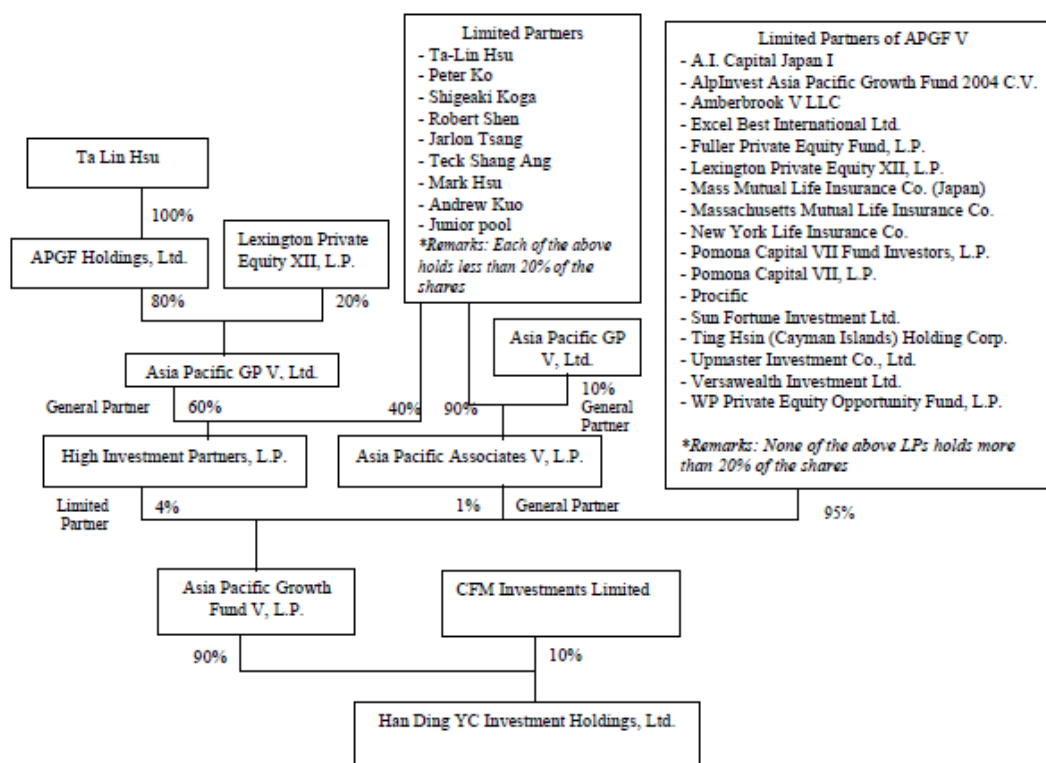 Limited Partners
- Ta-Lin Hsu
- Peter Ko
- Shigeaki Koga
- Robert Shen
- Jarlon Tsang
- Teck Shang Ang
- Mark Hsu
- Andrew Kuo
- Junior pool
*Remarks: Each of the above
holds less than 20% of the
shares
Limited Partners of APGF V
- A.I. Capital Japan I
- AlpInvest Asia Pacific Growth Fund 2004 C.V.
- Amberbrook V LLC
- Excel Best International Ltd.
- Fuller Private Equity Fund, L.P.
- Lexington Private Equity XII, L.P.
- Mass Mutual Life Insurance Co. (Japan)
- Massachusetts Mutual Life Insurance Co.
- New York Life Insurance Co.
- Pomona Capital VII Fund Investors, L.P.
- Pomona Capital VII, L.P.
- Procific
- Sun Fortune Investment Ltd.
- Ting Hsin (Cayman Islands) Holding Corp.
- Upmaster Investment Co., Ltd.
- Versawealth Investment Ltd.
- WP Private Equity Opportunity Fund, L.P.
*Remarks: None of the above LPs holds more
than 20% of the shares
Ta Lin Hsu
100%
APGF Holdings, Ltd.
Lexington Private
Equity XII, L.P.
80%
20%
Asia Pacific GP V, Ltd.
Asia Pacific GP
V, Ltd.
General Partner
60%
40%
90%
10%
General
Partner
High Investment Partners, L.P.
Asia Pacific Associates V, L.P.
Limited
Partner
4%
1%
General Partner
95%
Asia Pacific Growth
Fund V, L.P.
CFM Investments Limited
90%
10%
Han Ding YC Investment Holdings, Ltd.